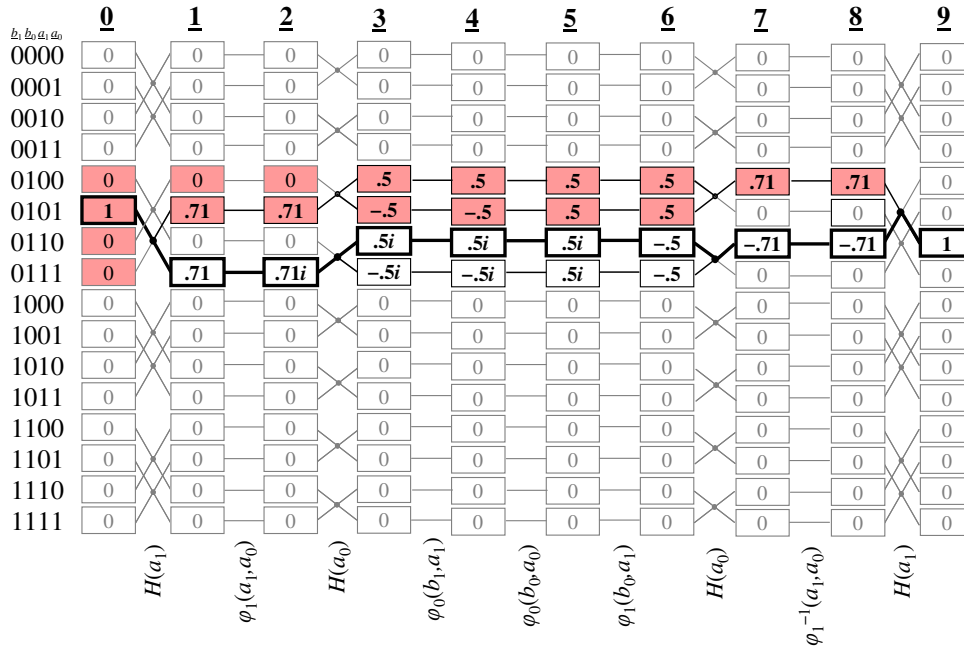 0 1 2 3 4 5 6 7 8 9
b₁ b₀ a₁ a₀
0000 0 0 0 0 0 0 0 0 0 0
0001 0 0 0 0 0 0 0 0 0 0
0010 0 0 0 0 0 0 0 0 0 0
0011 0 0 0 0 0 0 0 0 0 0
0100 0 0 0 .5 .5 .5 .5 .71 .71 0
0101 1 .71 .71 −.5 −.5 .5 .5 0 0 0
0110 0 0 0 .5i .5i .5i −.5 −.71 −.71 1
0111 0 .71 .71i −.5i −.5i .5i −.5 0 0 0
1000 0 0 0 0 0 0 0 0 0 0
1001 0 0 0 0 0 0 0 0 0 0
1010 0 0 0 0 0 0 0 0 0 0
1011 0 0 0 0 0 0 0 0 0 0
1100 0 0 0 0 0 0 0 0 0 0
1101 0 0 0 0 0 0 0 0 0 0
1110 0 0 0 0 0 0 0 0 0 0
1111 0 0 0 0 0 0 0 0 0 0
H(a₁)
φ₁(a₁,a₀)
H(a₀)
φ₀(b₁,a₁)
φ₀(b₀,a₀)
φ₁(b₀,a₁)
H(a₀)
φ₁⁻¹(a₁,a₀)
H(a₁)